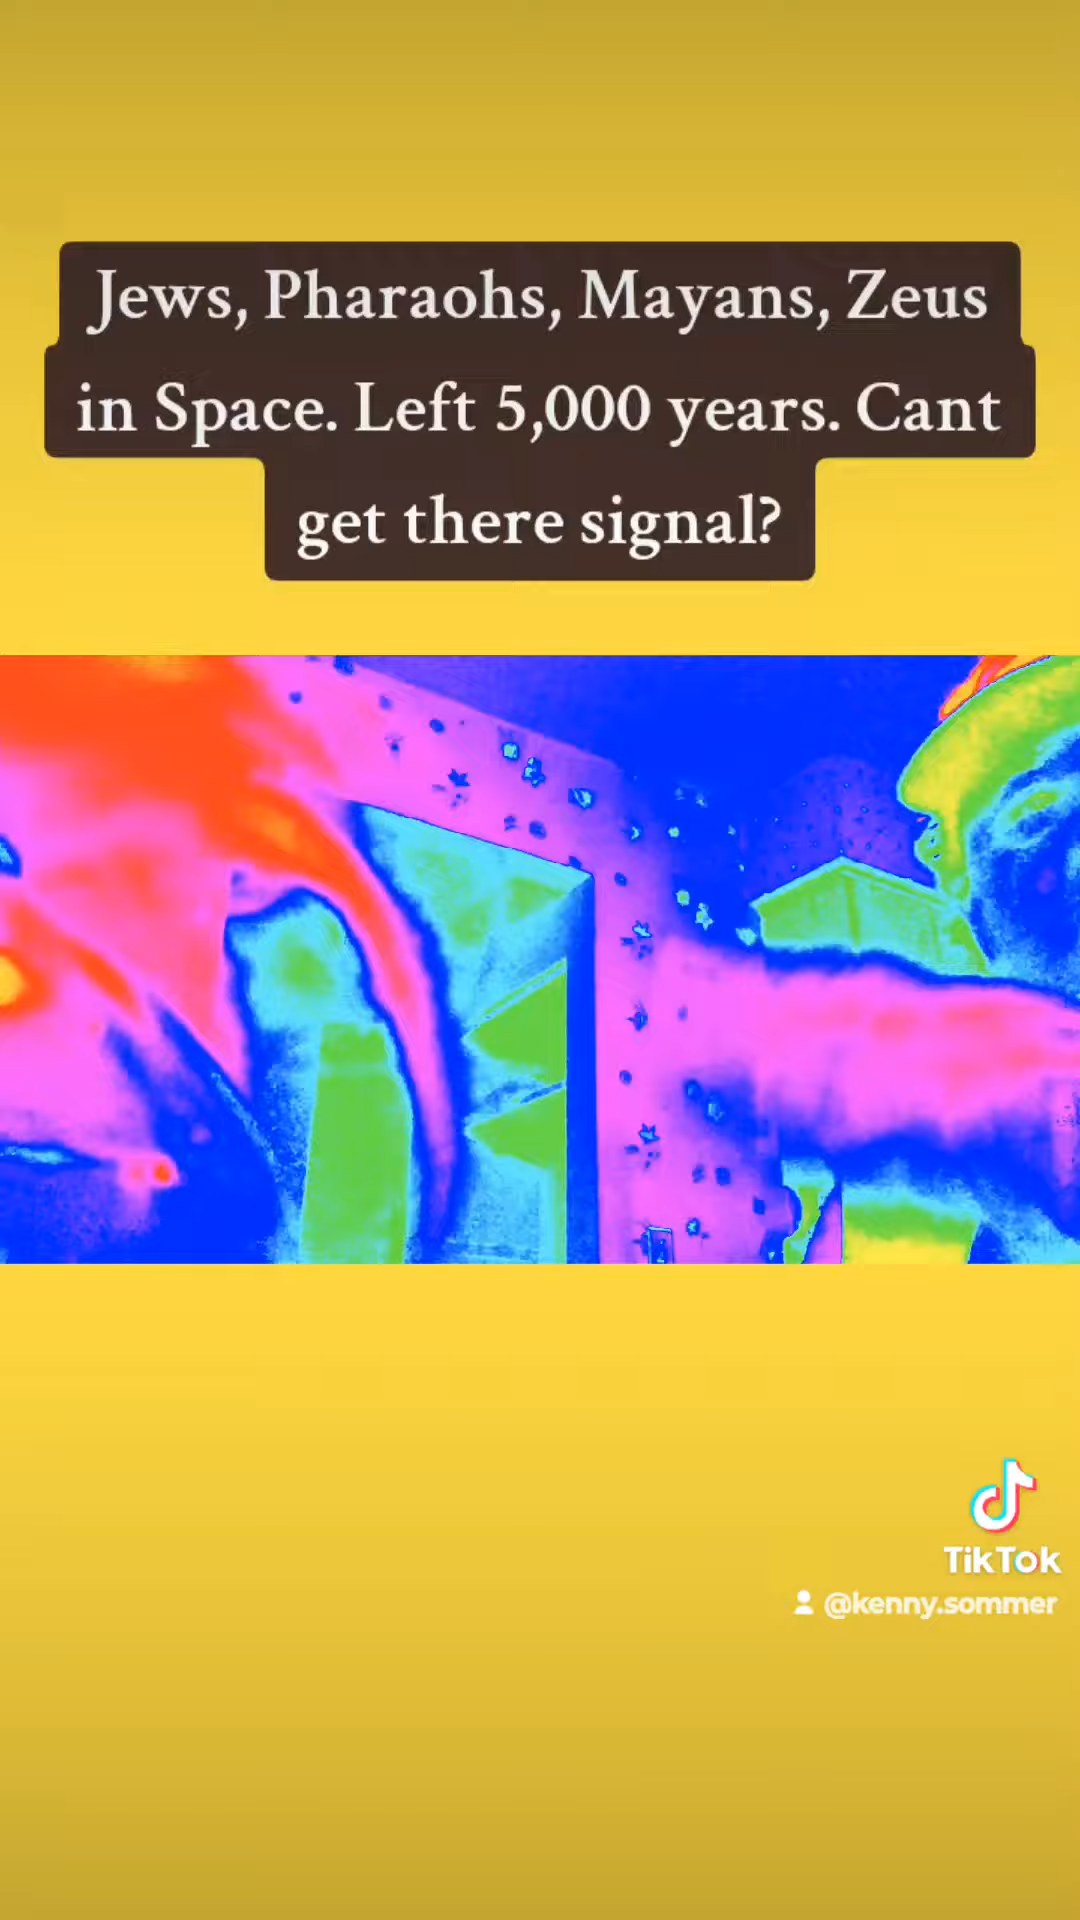 Jews, Pharaohs, Mayans, Zeus
in Space. Left 5,000 years. Cant
get there signal?
TikTok
@kenny.sommer